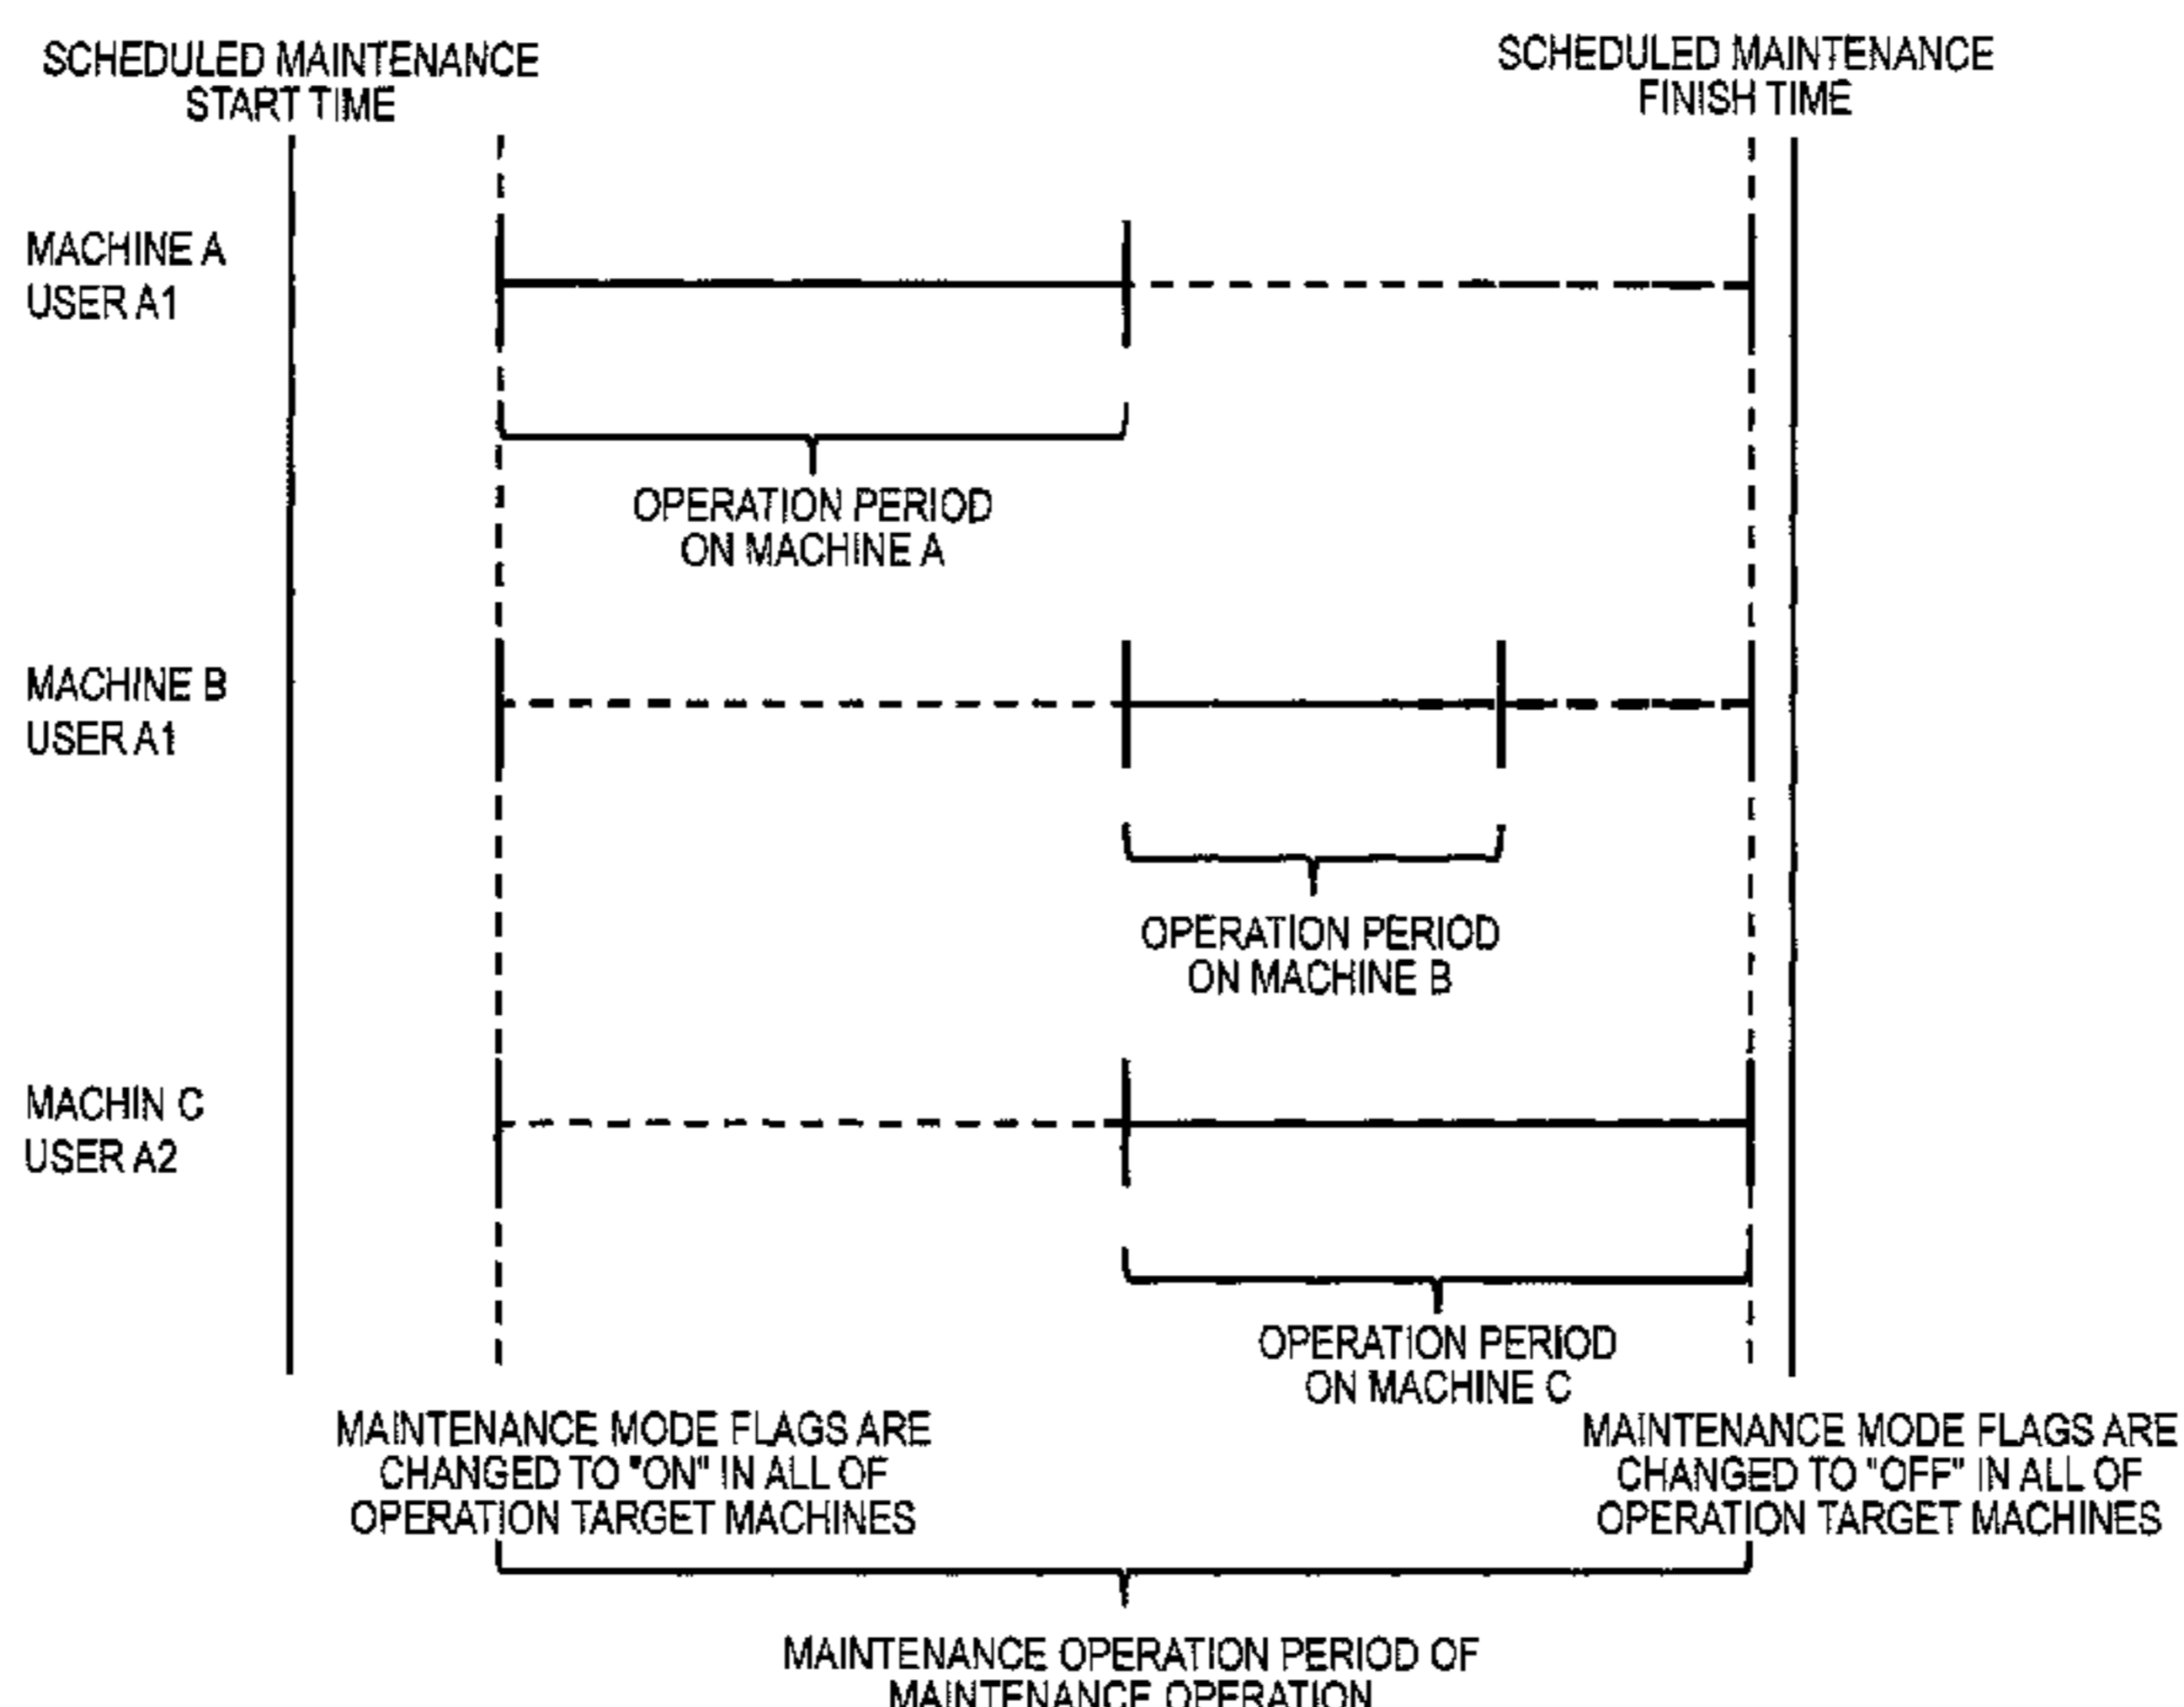 SCHEDULED MAINTENANCE
START TIME
SCHEDULED MAINTENANCE
FINISH TIME
MACHINE A
USER A1
OPERATION PERIOD
ON MACHINE A
MACHINE B
USER A1
OPERATION PERIOD
ON MACHINE B
MACHIN C
USER A2
OPERATION PERIOD
ON MACHINE C
MAINTENANCE MODE FLAGS ARE
CHANGED TO "ON" IN ALL OF
OPERATION TARGET MACHINES
MAINTENANCE MODE FLAGS ARE
CHANGED TO "OFF" IN ALL OF
OPERATION TARGET MACHINES
MAINTENANCE OPERATION PERIOD OF
MAINTENANCE OPERATION